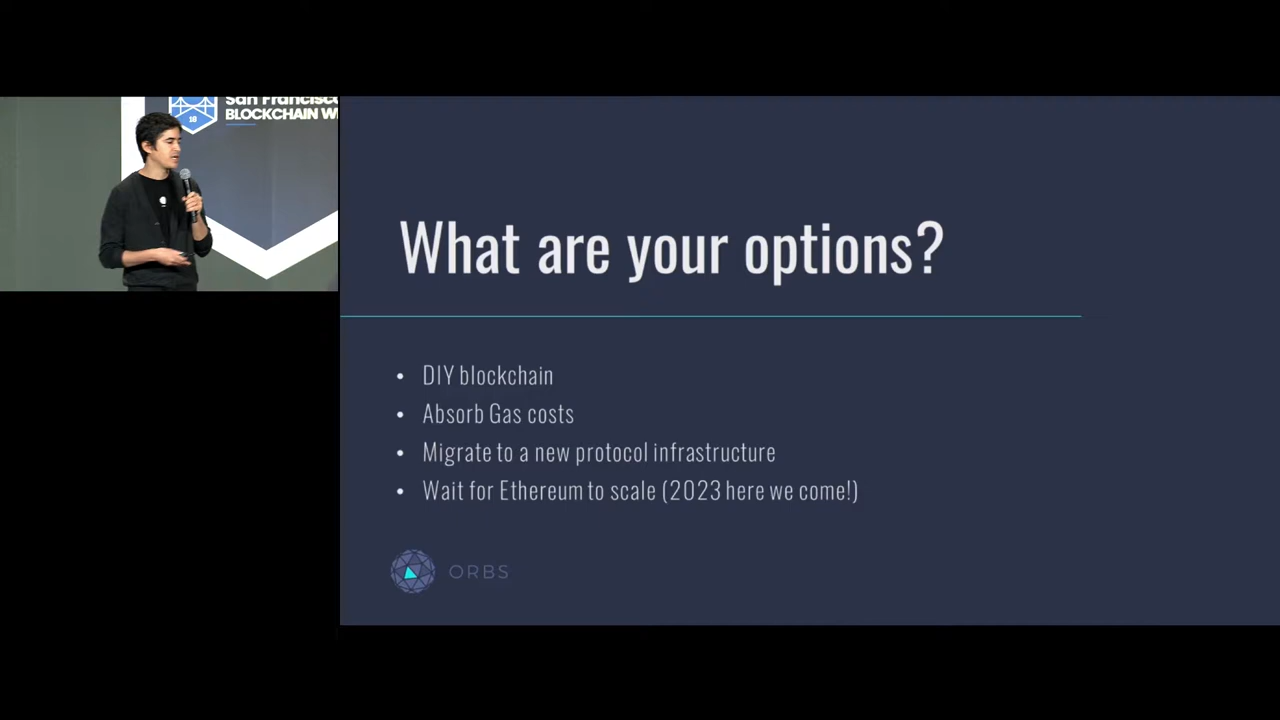 San Francisco
BLOCKCHAIN
18
What are your options?
• DIY blockchain
• Absorb Gas costs
• Migrate to a new protocol infrastructure
• Wait for Ethereum to scale (2023 here we come!)
ORBS